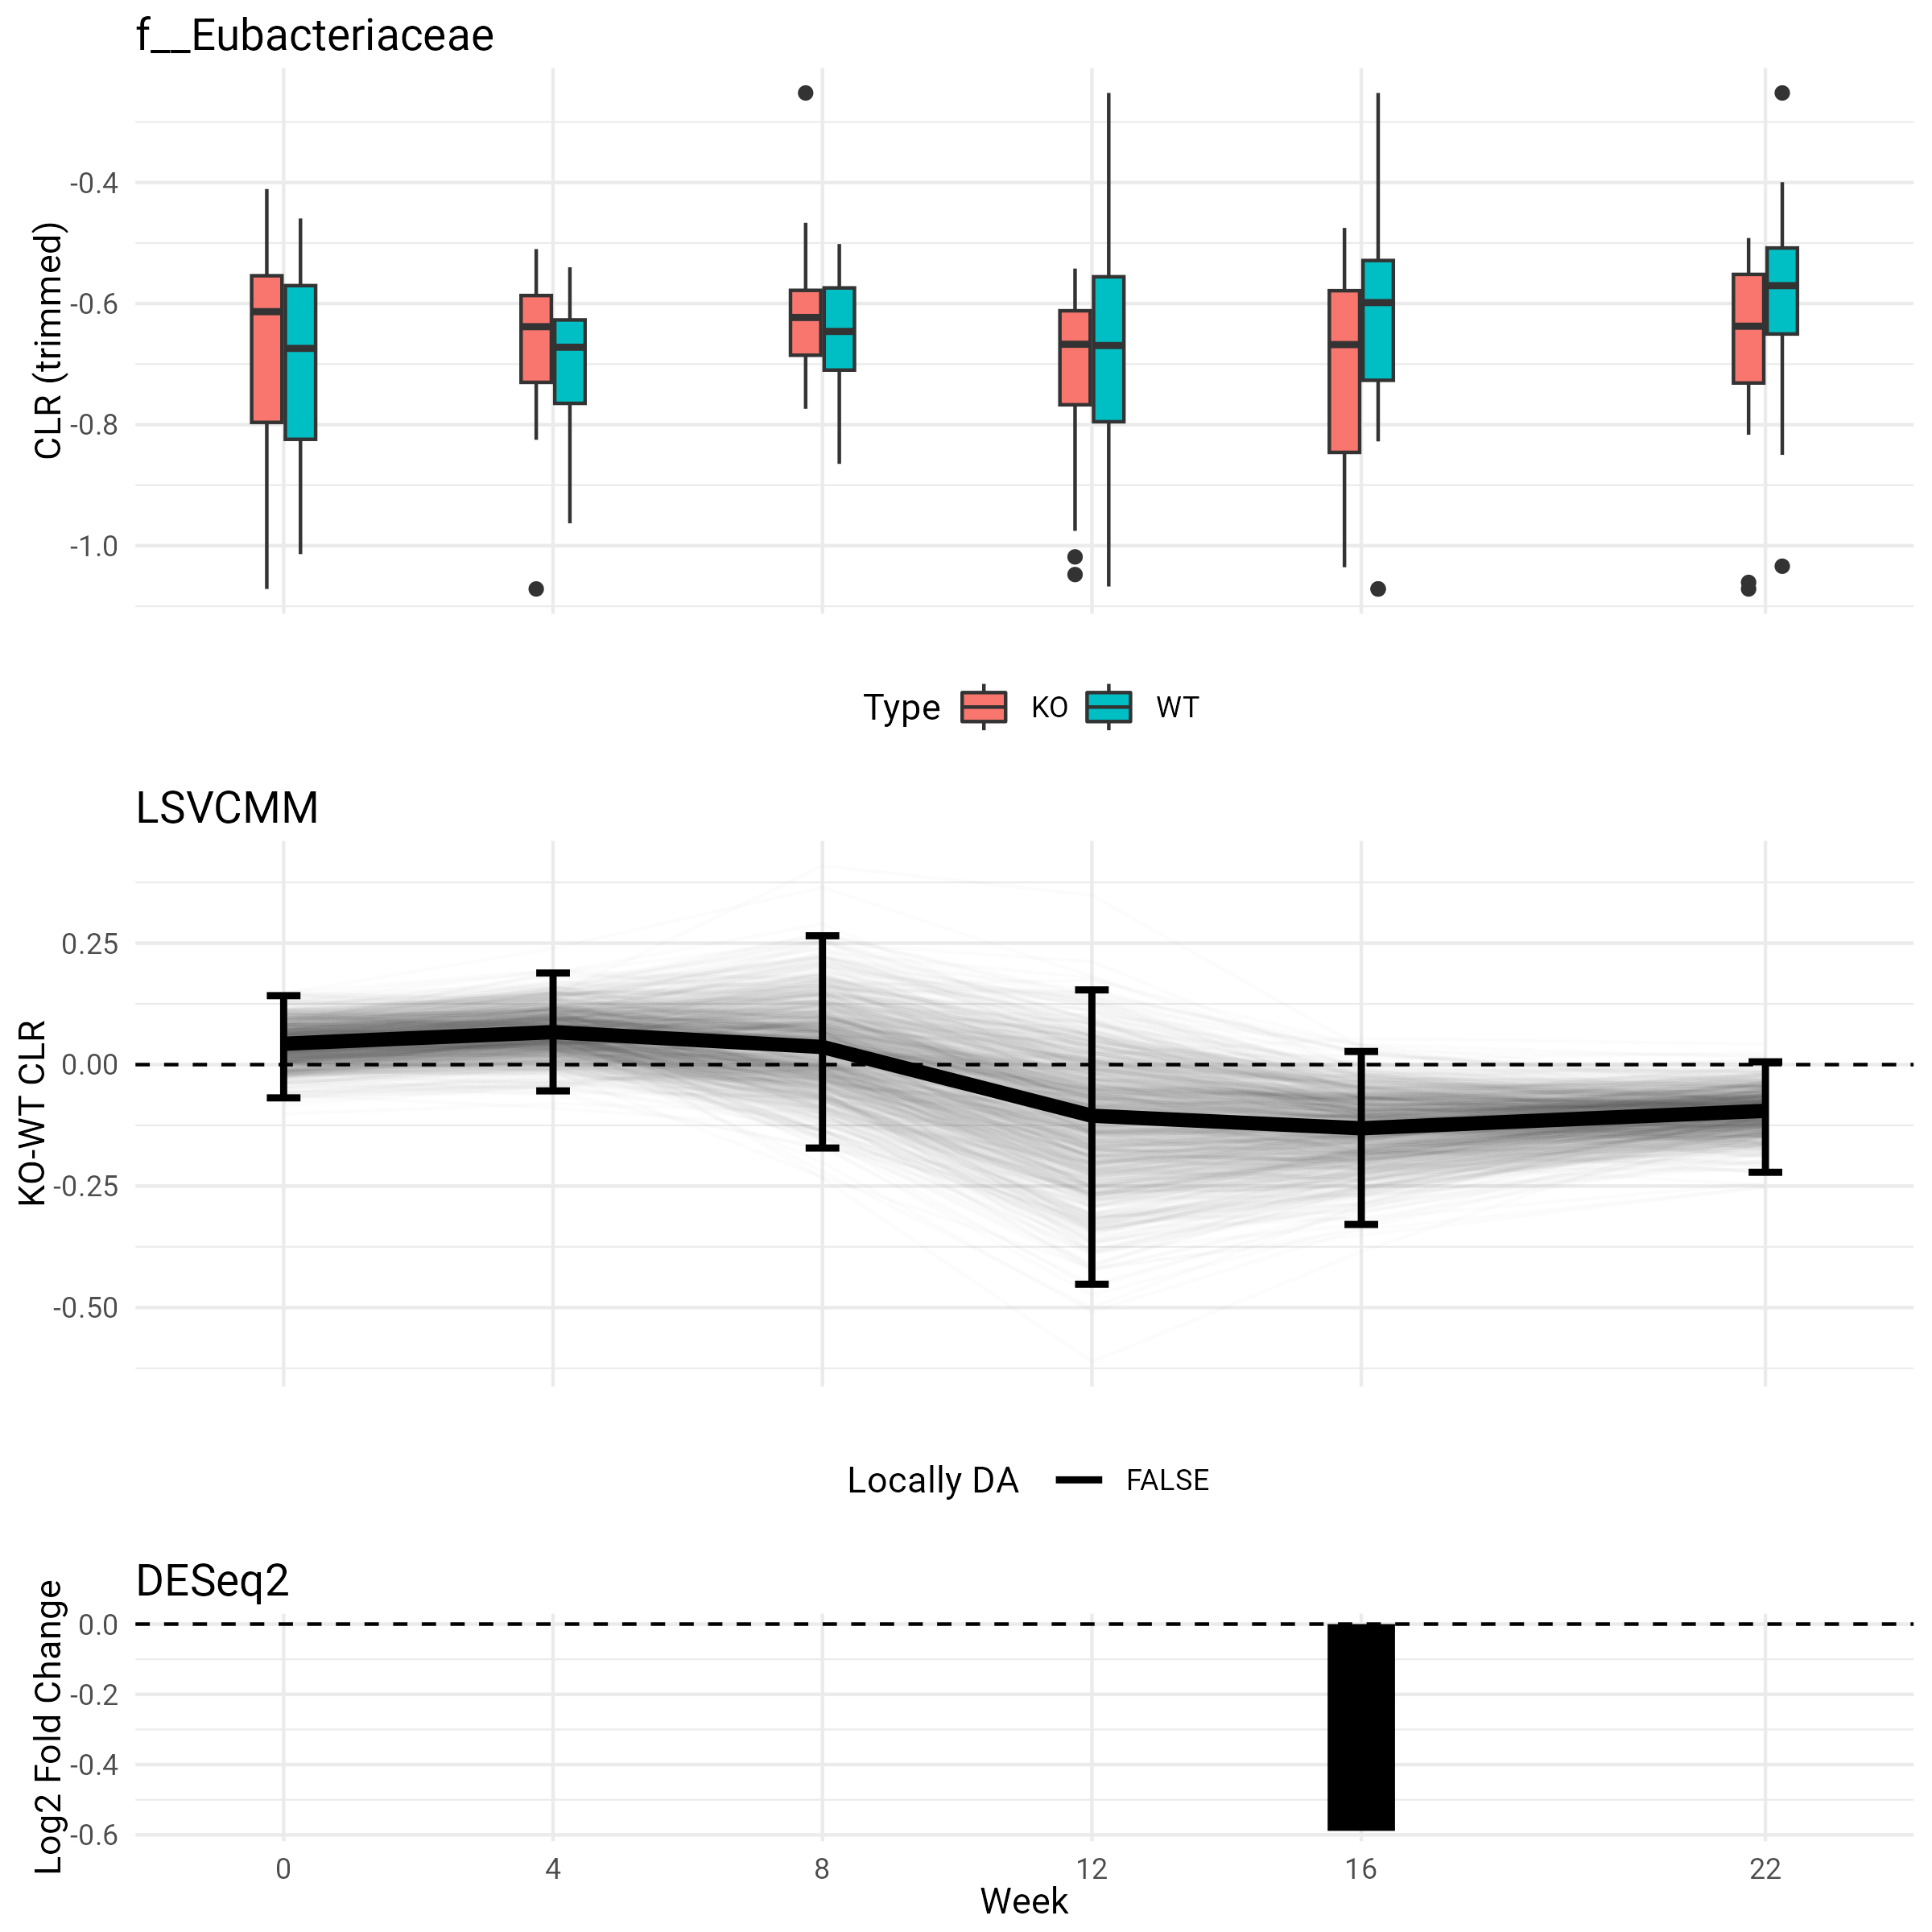 f__Eubacteriaceae
CLR (trimmed)
-0.4
-0.6
-0.8
-1.0
Type KO WT
LSVCMM
KO-WT CLR
0.25
0.00
-0.25
-0.50
Locally DA FALSE
DESeq2
Log2 Fold Change
0.0
-0.2
-0.4
-0.6
0 4 8 12 16 22
Week